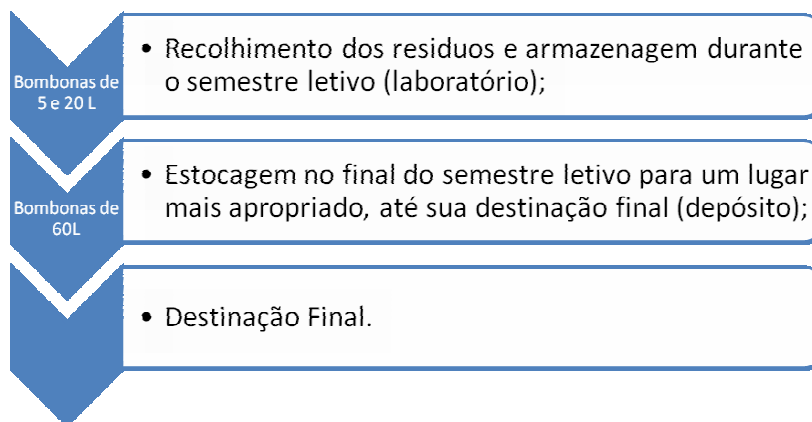 Bombonas de
5 e 20 L
• Recolhimento dos residuos e armazenagem durante
o semestre letivo (laboratório);
Bombonas de
60L
• Estocagem no final do semestre letivo para um lugar
mais apropriado, até sua destinação final (depósito);
• Destinação Final.